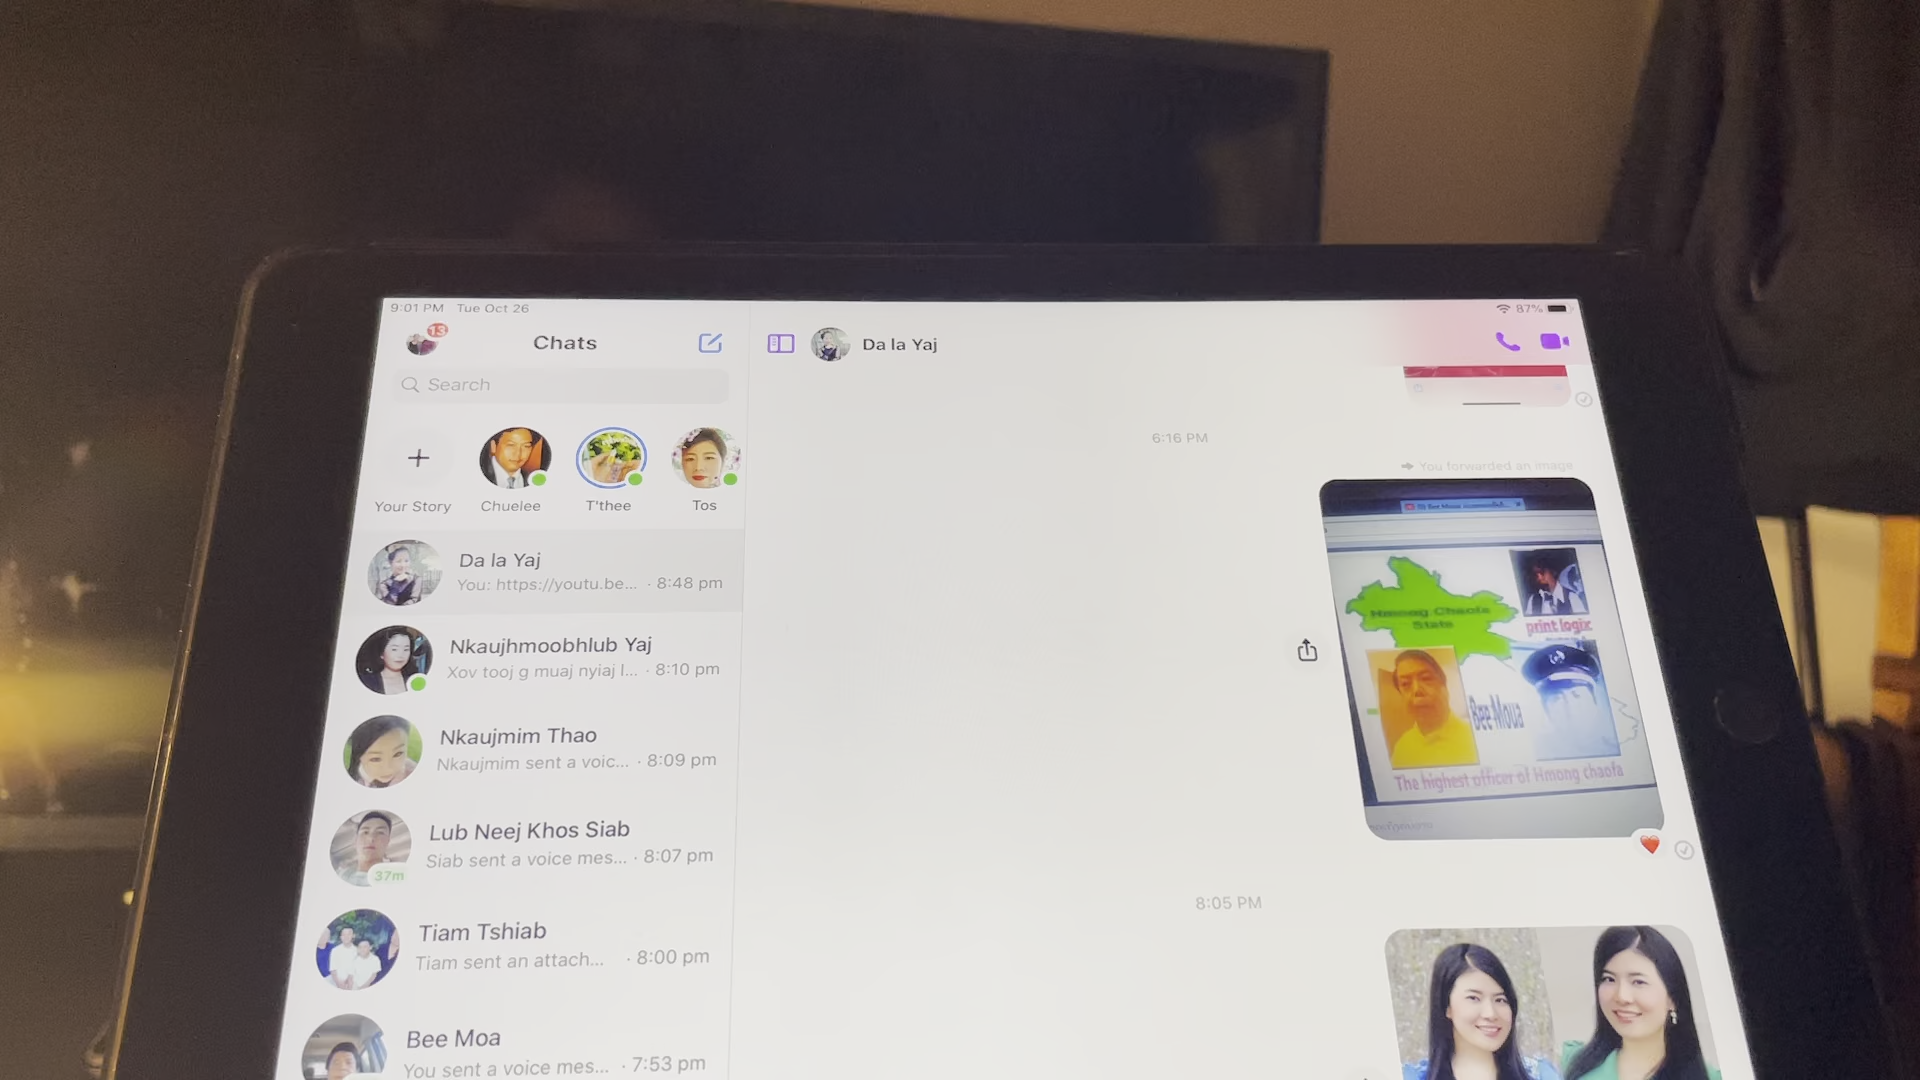 9:01 PM Tue Oct 26
87%
13
Chats
Search
Your Story
Chuelee
T'thee
Tos
Da la Yaj
You: https://youtu.be... · 8:48 pm
Nkaujhmoobhlub Yaj
Xov tooj g muaj nyiaj l... · 8:10 pm
Nkaujmim Thao
Nkaujmim sent a voic... · 8:09 pm
Lub Neej Khos Siab
Siab sent a voice mes... · 8:07 pm
37m
Tiam Tshiab
Tiam sent an attach... · 8:00 pm
Bee Moa
You sent a voice mes... · 7:53 pm
Da la Yaj
6:16 PM
You forwarded an image
Hmong Chaofa
State
print logix
Bee Moua
The highest officer of Hmong chaofa
8:05 PM